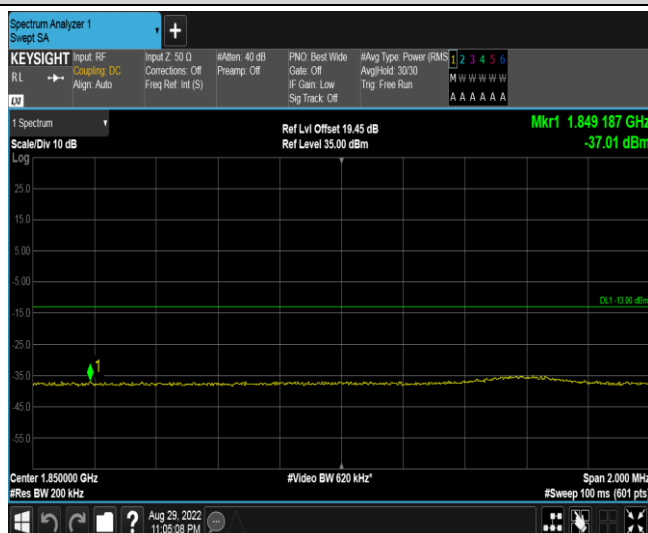 Spectrum Analyzer 1
Swept SA
KEYSIGHT
RL
Input: RF
Coupling: DC
Align: Auto
Input Z: 50 Ω
Corrections: Off
Freq Ref: Int (S)
#Atten: 40 dB
Preamp: Off
PNO: Best Wide
Gate: Off
IF Gain: Low
Sig Track: Off
#Avg Type: Power (RMS
Avg|Hold: 30/30
Trig: Free Run
1 2 3 4 5 6
M W W W W W
A A A A A A
1 Spectrum
Scale/Div 10 dB
Ref Lvl Offset 19.45 dB
Ref Level 35.00 dBm
Mkr1 1.849 187 GHz
-37.01 dBm
Log
25.0
15.0
5.00
-5.00
DL1 -13.00 dBm
-15.0
-25.0
1
-35.0
-45.0
-55.0
Center 1.850000 GHz
#Video BW 620 kHz*
Span 2.000 MHz
#Res BW 200 kHz
#Sweep 100 ms (601 pts)
?
Aug 29, 2022
11:05:08 PM